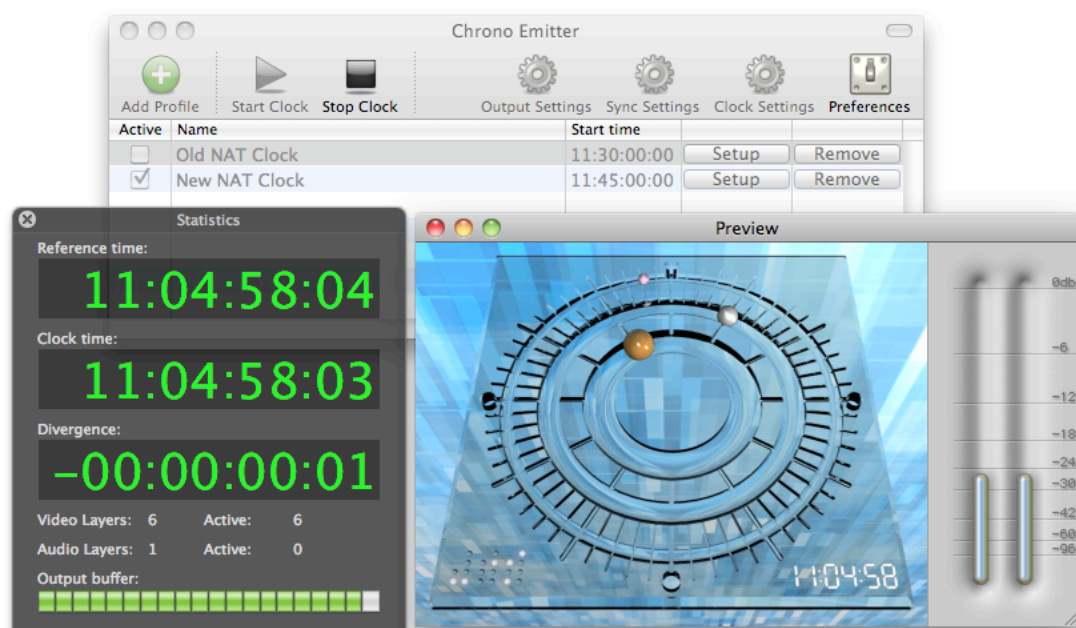 Chrono Emitter
Add Profile Start Clock Stop Clock Output Settings Sync Settings Clock Settings Preferences
Active Name Start time
Old NAT Clock 11:30:00:00 Setup Remove
New NAT Clock 11:45:00:00 Setup Remove
Statistics
Reference time:
11:04:58:04
Clock time:
11:04:58:03
Divergence:
-00:00:00:01
Video Layers: 6 Active: 6
Audio Layers: 1 Active: 0
Output buffer:
Preview
11:04:58
0db
-6
-12
-18
-24
-30
-42
-60
-96